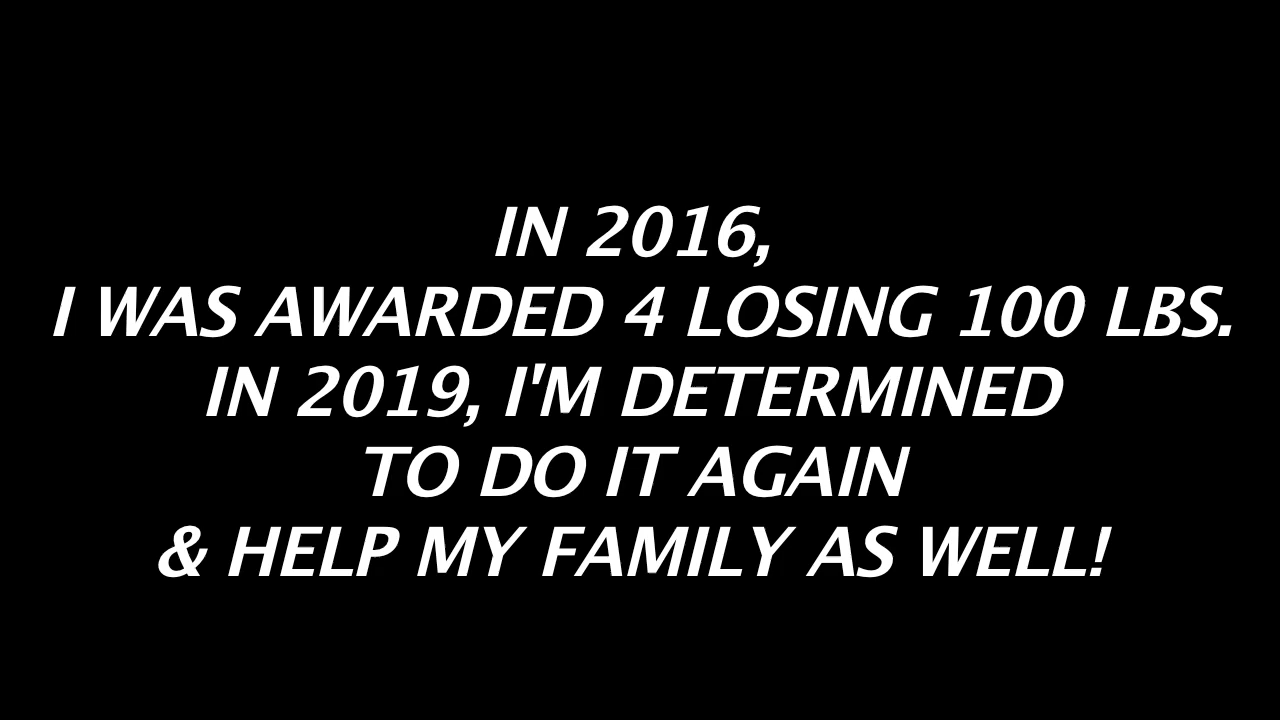 IN 2016,
I WAS AWARDED 4 LOSING 100 LBS.
IN 2019, I'M DETERMINED
TO DO IT AGAIN
& HELP MY FAMILY AS WELL!